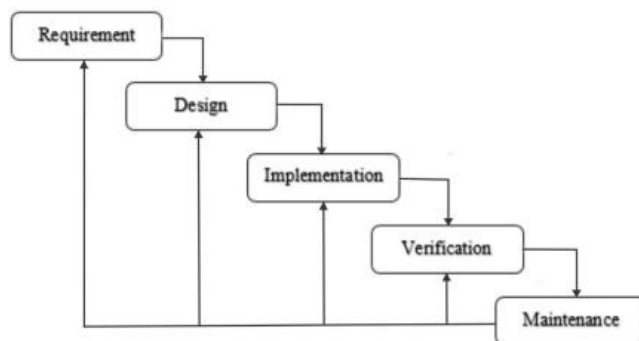 Requirement
Design
Implementation
Verification
Maintenance